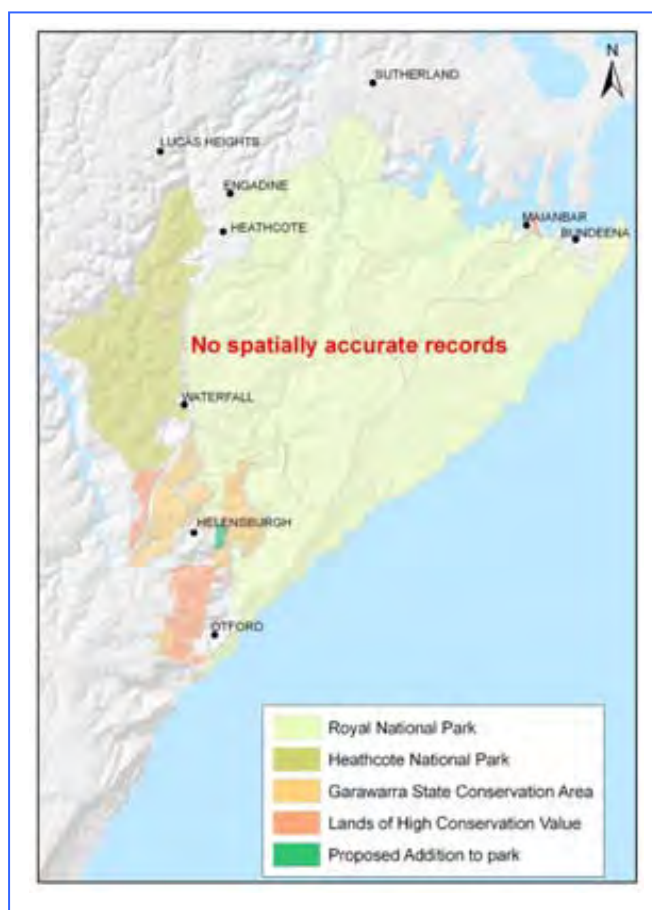 N
SUTHERLAND
LUCAS HEIGHTS
ENGADINE
HEATHCOTE
MAIANBAR
BUNDEENA
No spatially accurate records
WATERFALL
HELENSBURGH
OTFORD
Royal National Park
Heathcote National Park
Garawarra State Conservation Area
Lands of High Conservation Value
Proposed Addition to park